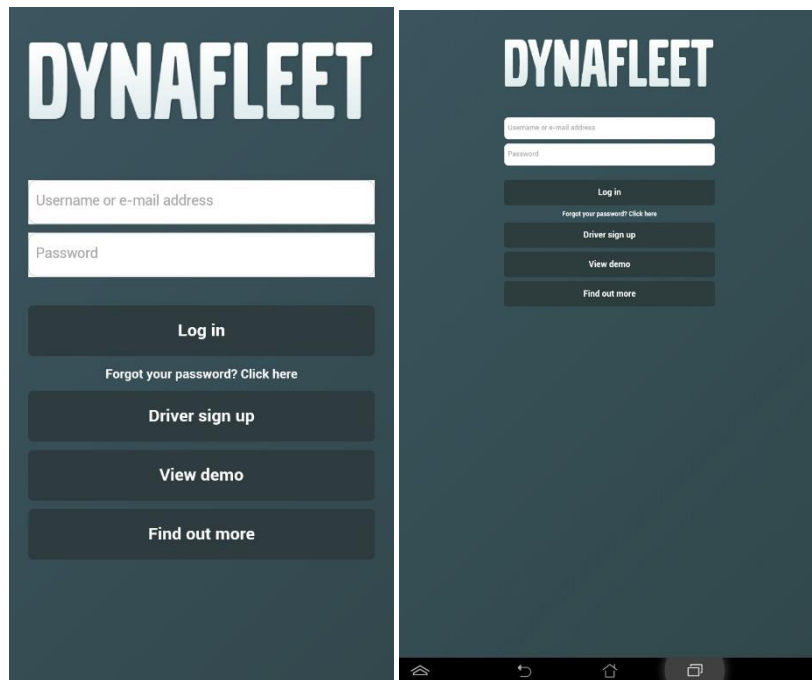 DYNAFLEET
Username or e-mail address
Password
Log in
Forgot your password? Click here
Driver sign up
View demo
Find out more
DYNAFLEET
Username or e-mail address
Password
Log in
Forgot your password? Click here
Driver sign up
View demo
Find out more